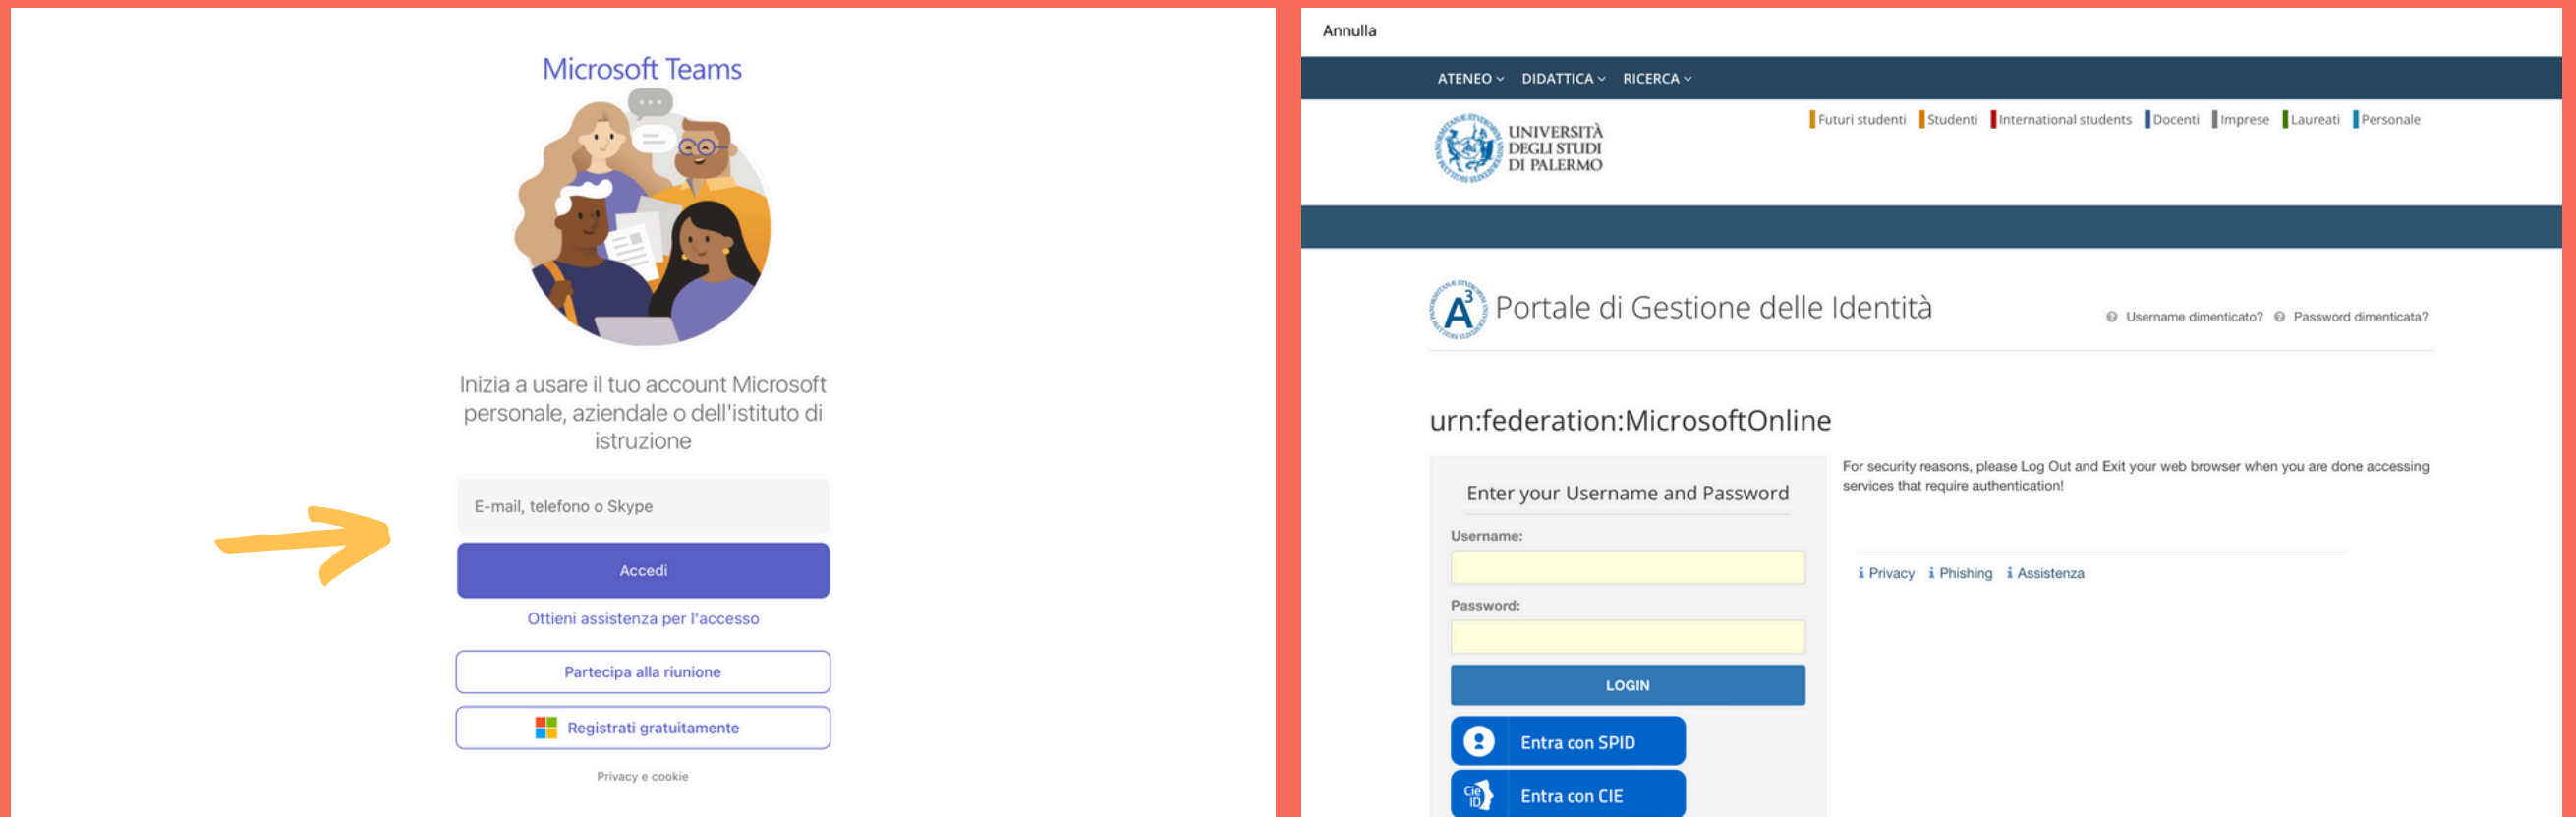 Microsoft Teams
Inizia a usare il tuo account Microsoft
personale, aziendale o dell'istituto di
istruzione
E-mail, telefono o Skype
Accedi
Ottieni assistenza per l'accesso
Partecipa alla riunione
Registrati gratuitamente
Privacy e cookie
Annulla
ATENEO DIDATTICA RICERCA
Futuri studenti Studenti International students Docenti Imprese Laureati Personale
UNIVERSITÀ
DEGLI STUDI
DI PALERMO
A3 Portale di Gestione delle Identità
Username dimenticato? Password dimenticata?
urn:federation:MicrosoftOnline
Enter your Username and Password
Username:
Password:
LOGIN
Entra con SPID
Cie ID Entra con CIE
For security reasons, please Log Out and Exit your web browser when you are done accessing
services that require authentication!
Privacy Phishing Assistenza